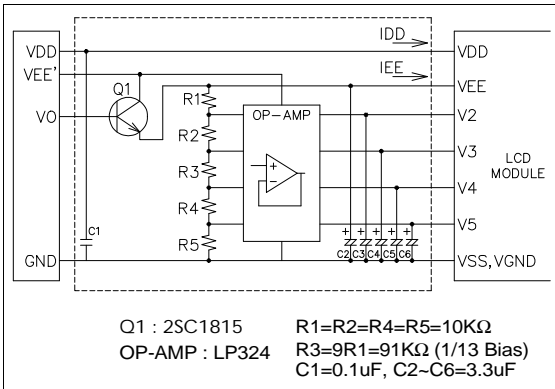 IDD
VDD
VDD
VEE'
IEE
VEE
Q1
R1
OP-AMP
V2
VO
R2
V3
LCD
MODULE
R3
V4
R4
V5
C1
R5
+
+
+
+
+
C2
C3
C4
C5
C6
GND
VSS,VGND
Q1 : 2SC1815
R1=R2=R4=R5=10KΩ
OP-AMP : LP324
R3=9R1=91KΩ (1/13 Bias)
C1=0.1uF, C2~C6=3.3uF